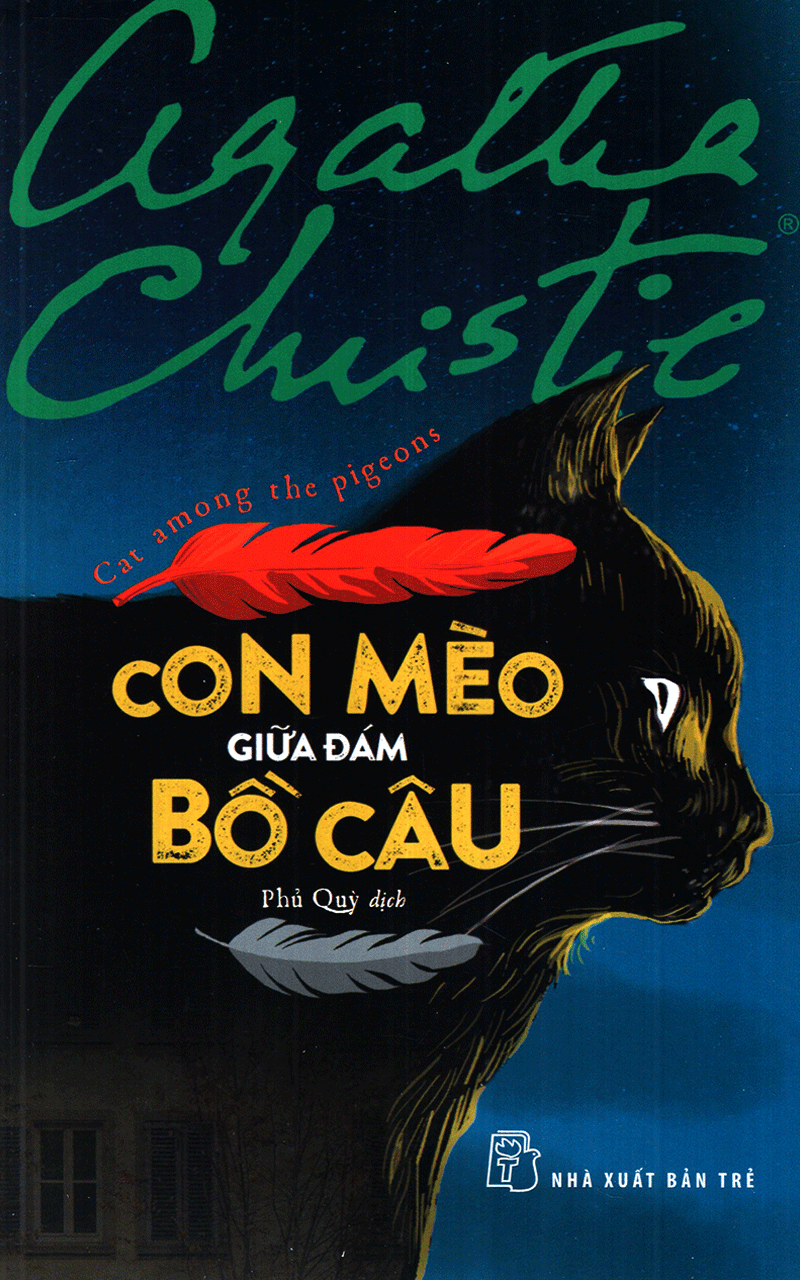 Agatha
Christie
®
Cat among the pigeons
CON MÈO
GIỮA ĐÁM
BỒ CÂU
Phủ Quỳ dịch
T
NHÀ XUẤT BẢN TRẺ